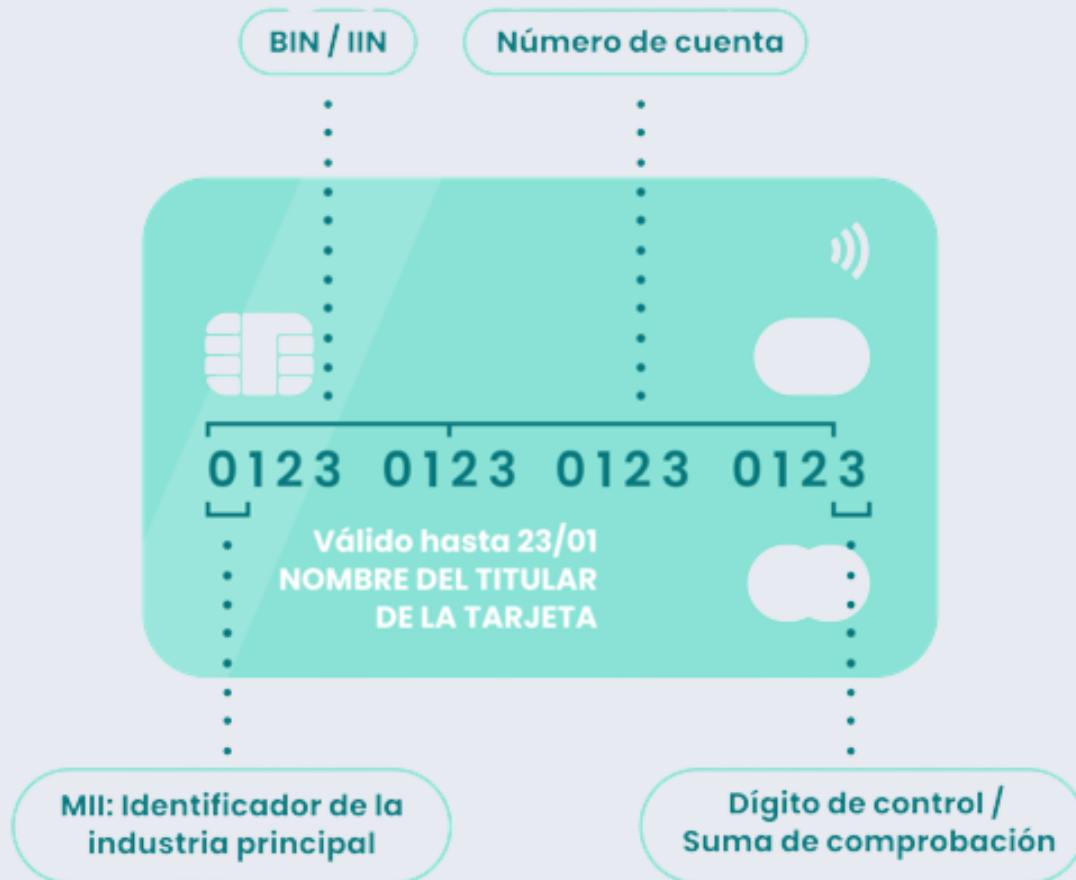 BIN / IIN
Número de cuenta
0123 0123 0123 0123
Válido hasta 23/01
NOMBRE DEL TITULAR
DE LA TARJETA
MII: Identificador de la
industria principal
Dígito de control /
Suma de comprobación